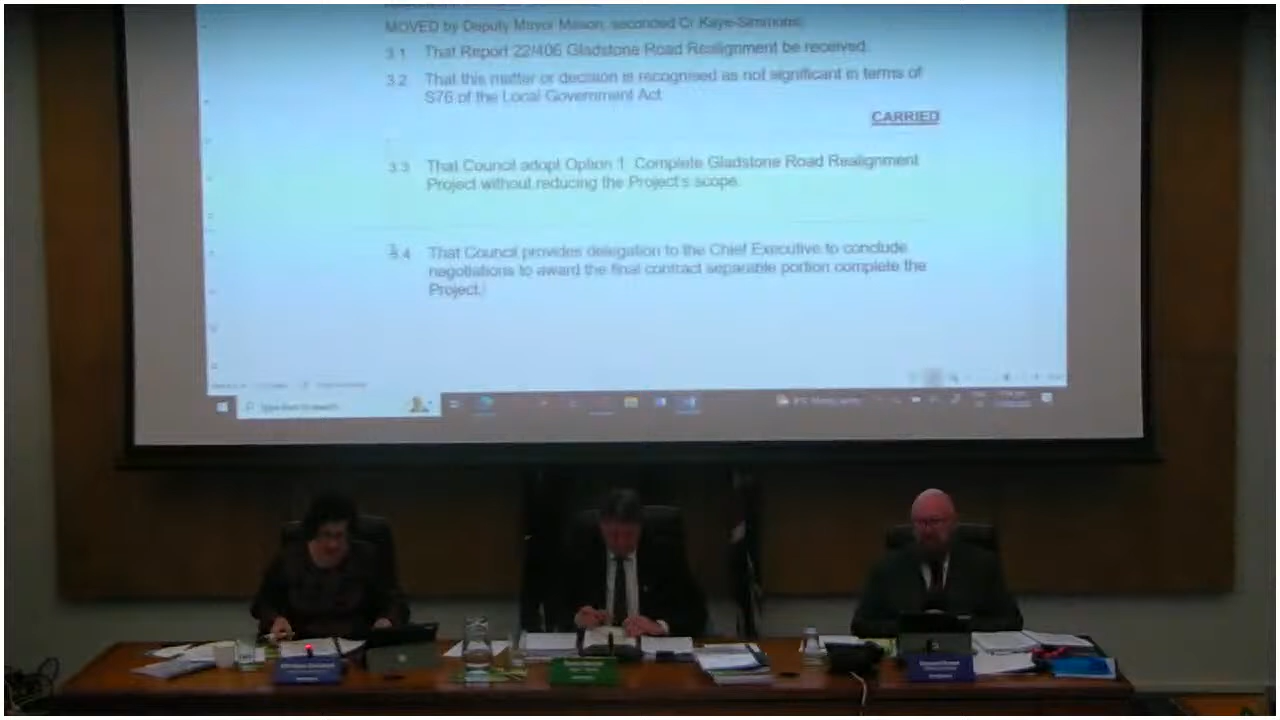 MOVED by Deputy Mayor Mason, seconded Cr Kaye-Simmons:
3.1 That Report 22/406 Gladstone Road Realignment be received.
3.2 That this matter or decision is recognised as not significant in terms of
S76 of the Local Government Act.
CARRIED
3.3 That Council adopt Option 1: Complete Gladstone Road Realignment
Project without reducing the Project's scope.
3.4 That Council provides delegation to the Chief Executive to conclude
negotiations to award the final contract separable portion complete the
Project.
Type here to search